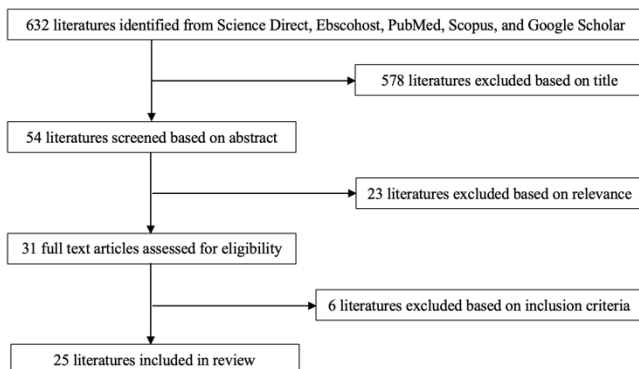 632 literatures identified from Science Direct, Ebscohost, PubMed, Scopus, and Google Scholar
578 literatures excluded based on title
54 literatures screened based on abstract
23 literatures excluded based on relevance
31 full text articles assessed for eligibility
6 literatures excluded based on inclusion criteria
25 literatures included in review